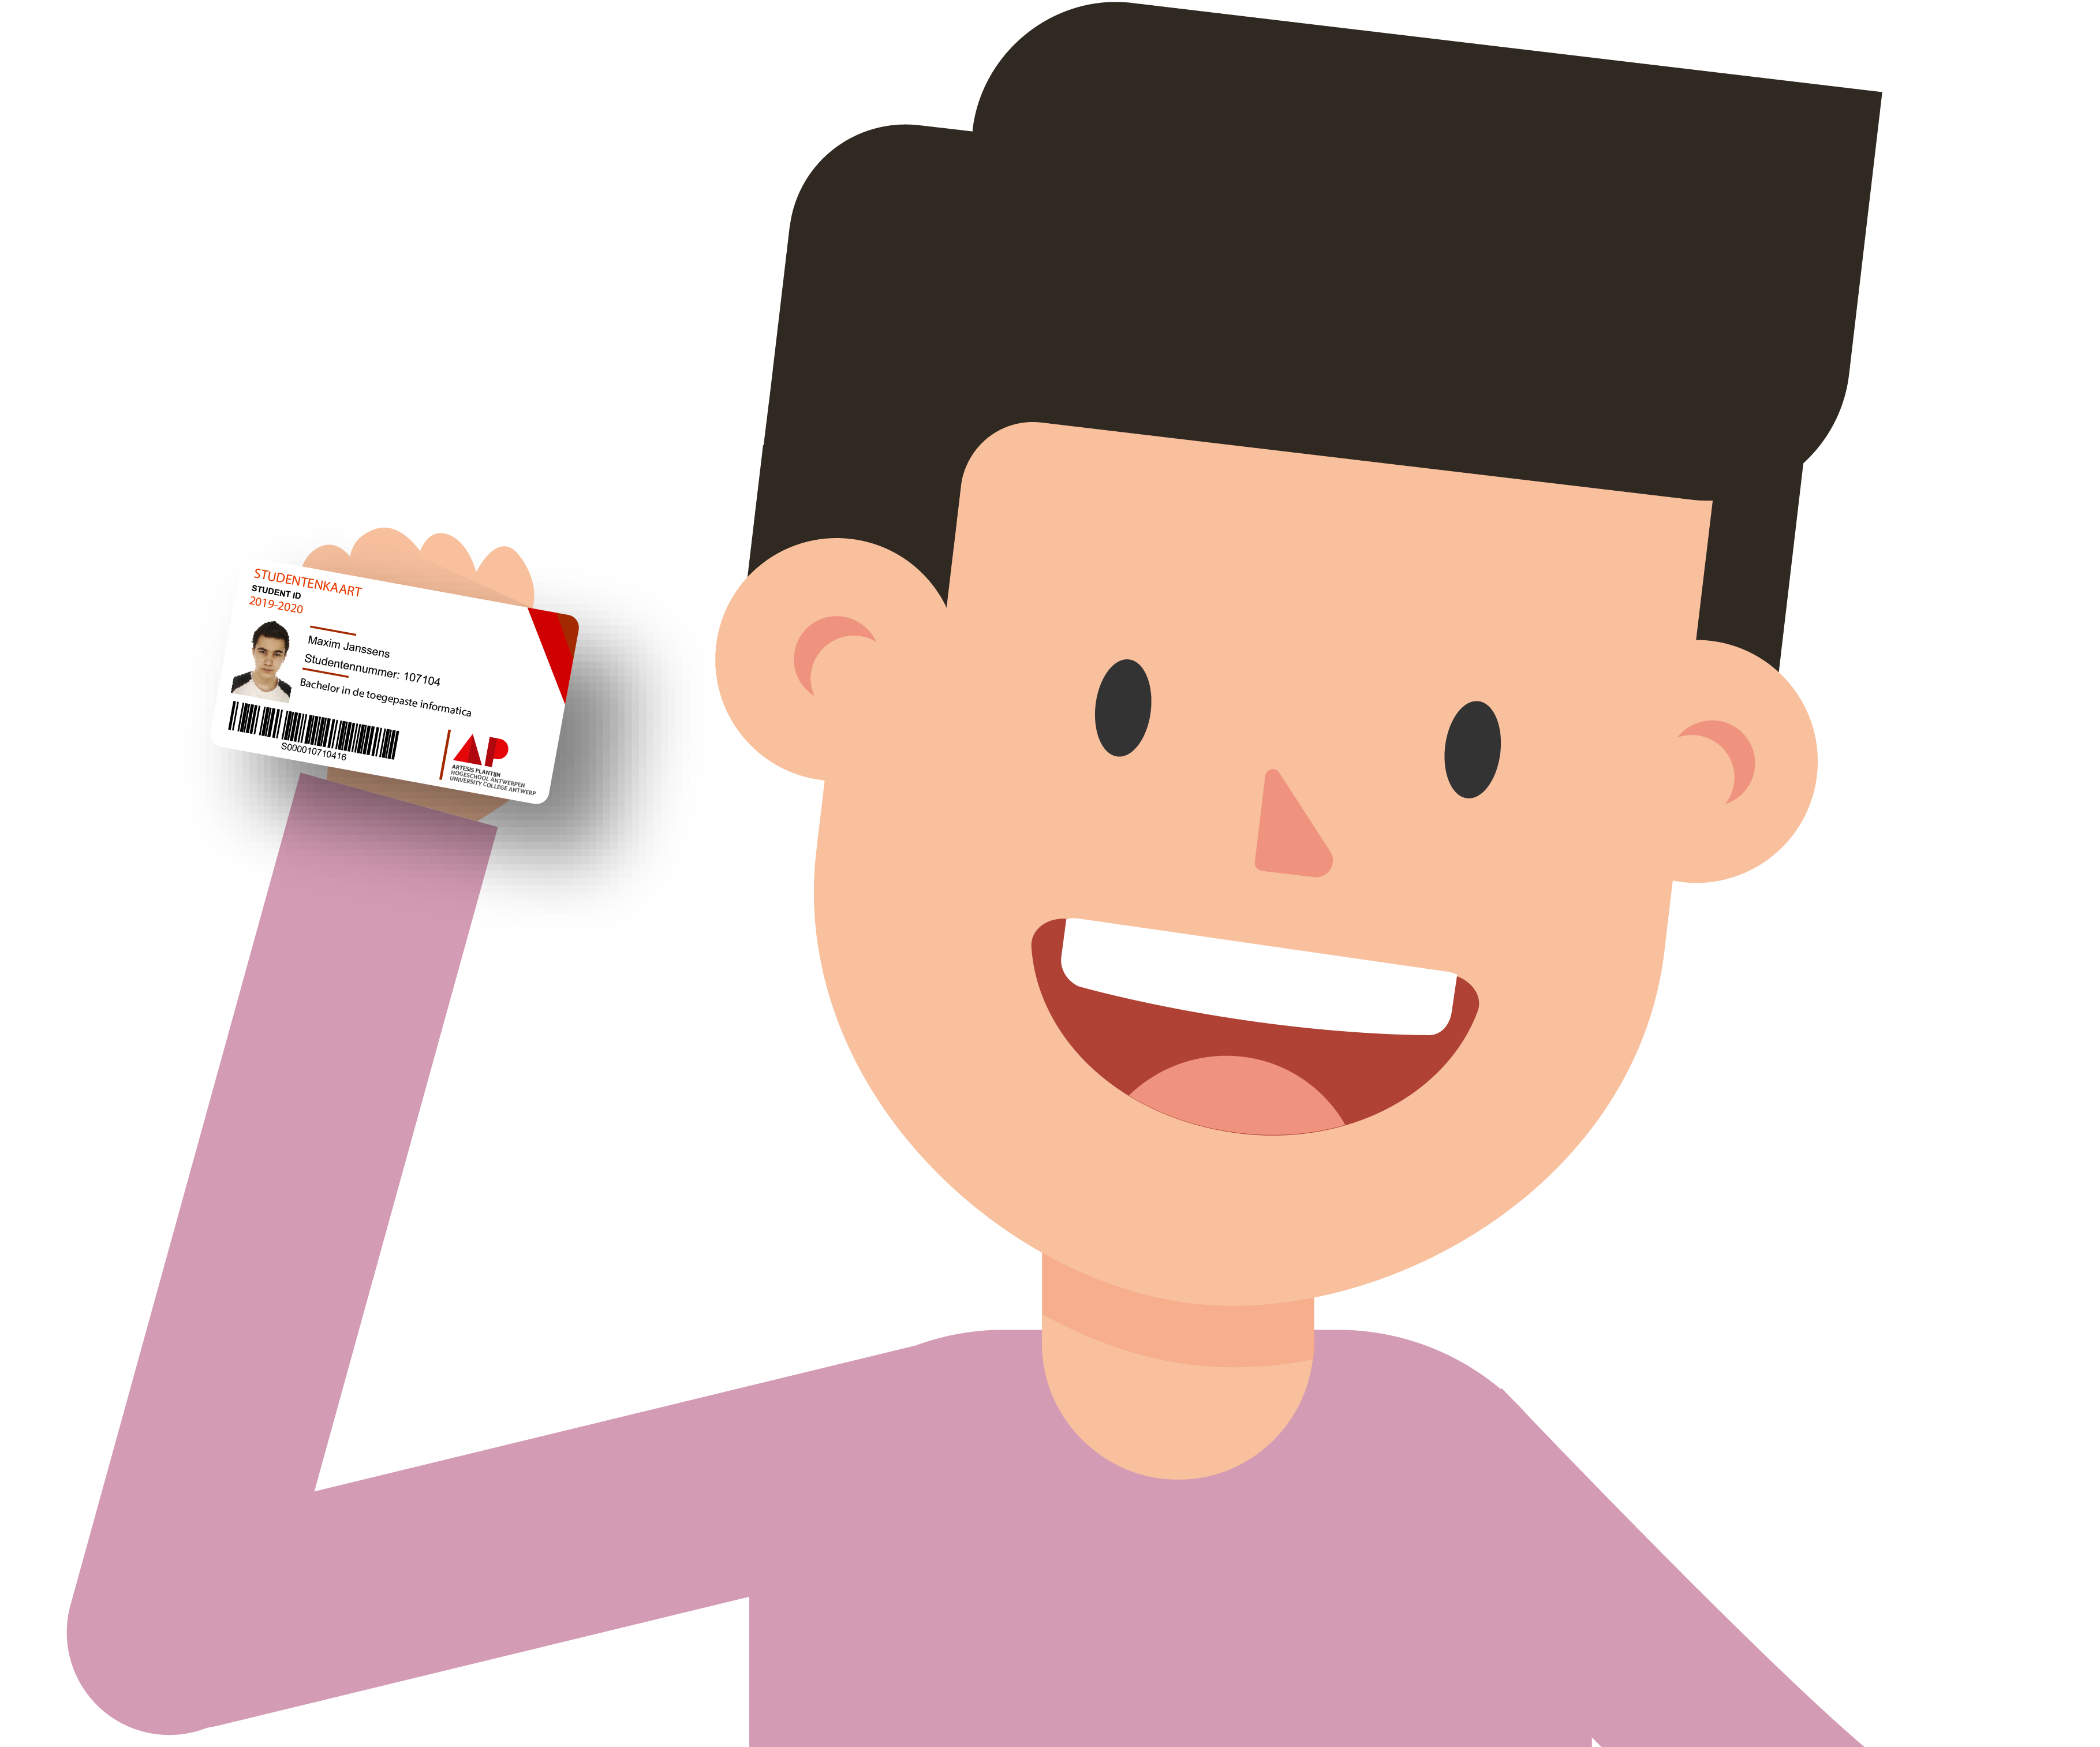 STUDENTENKAART
STUDENT ID
2019-2020
Maxim Janssens
Studentennummer: 107104
Bachelor in de toegepaste informatica
S000010710416
AP
ARTESIS PLANTIJN
HOGESCHOOL ANTWERPEN
UNIVERSITY COLLEGE ANTWERP